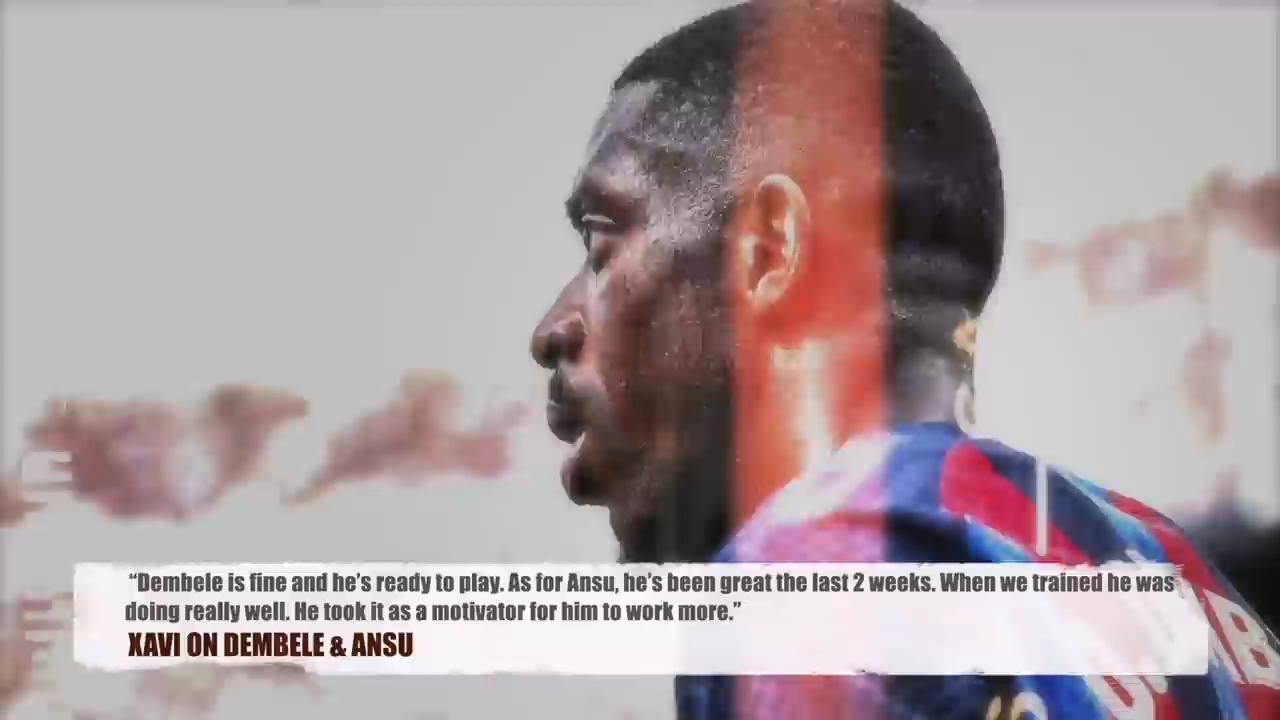 “Dembele is fine and he’s ready to play. As for Ansu, he’s been great the last 2 weeks. When we trained he was
doing really well. He took it as a motivator for him to work more.”
XAVI ON DEMBELE & ANSU